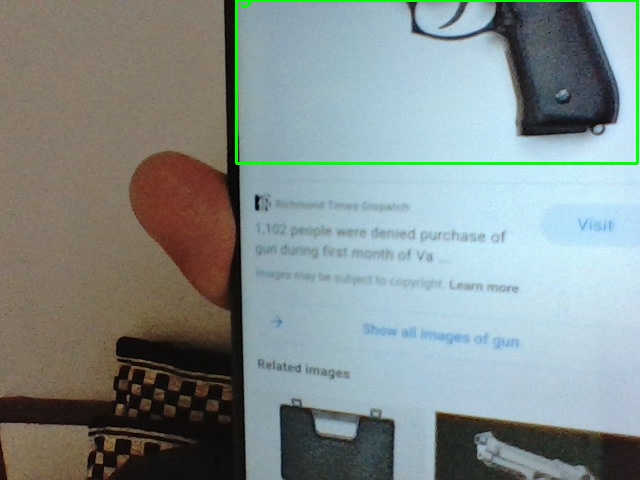 Richmond Times-Dispatch
1,102 people were denied purchase of
gun during first month of Va ...
Visit
Images may be subject to copyright. Learn more
Show all images of gun
Related images